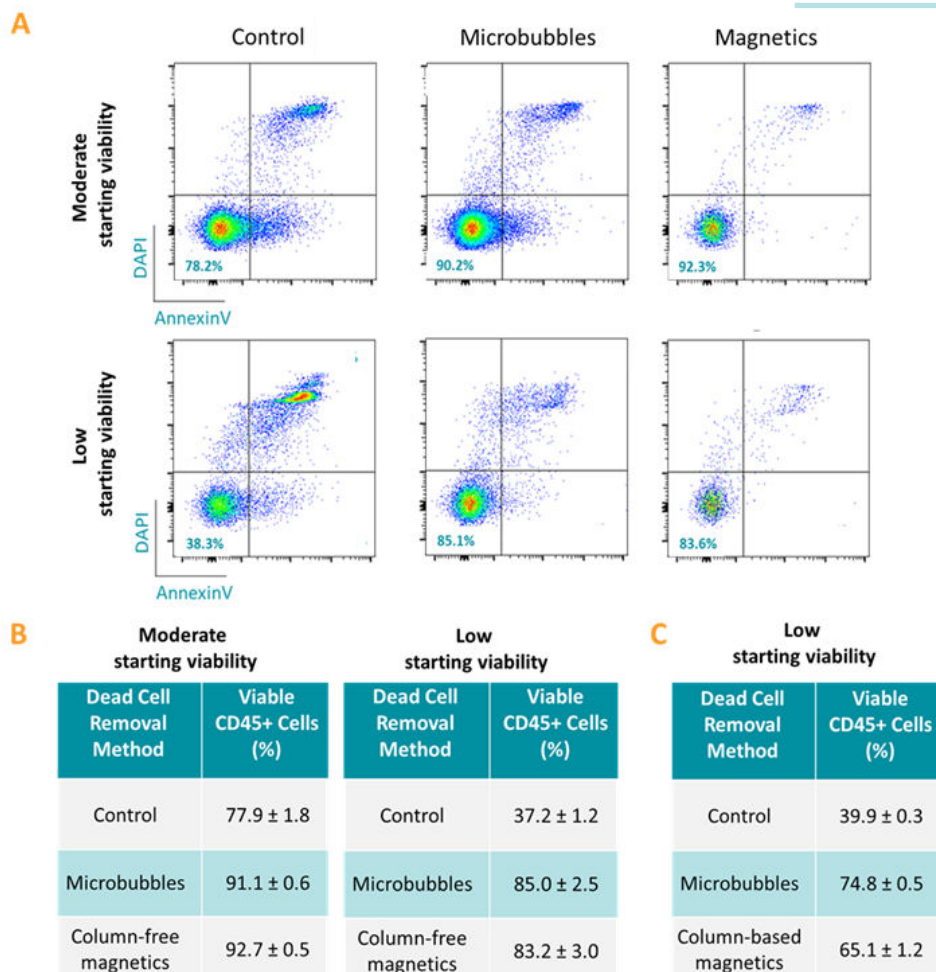 A
Control
Microbubbles
Magnetics
Moderate
starting viability
DAPI
78.2%
90.2%
92.3%
AnnexinV
Low
starting viability
DAPI
38.3%
85.1%
83.6%
AnnexinV
B
Moderate
starting viability
Dead Cell
Removal
Method
Viable
CD45+ Cells
(%)
Control
77.9 ± 1.8
Microbubbles
91.1 ± 0.6
Column-free
magnetics
92.7 ± 0.5
Low
starting viability
Dead Cell
Removal
Method
Viable
CD45+ Cells
(%)
Control
37.2 ± 1.2
Microbubbles
85.0 ± 2.5
Column-free
magnetics
83.2 ± 3.0
C
Low
starting viability
Dead Cell
Removal
Method
Viable
CD45+ Cells
(%)
Control
39.9 ± 0.3
Microbubbles
74.8 ± 0.5
Column-based
magnetics
65.1 ± 1.2